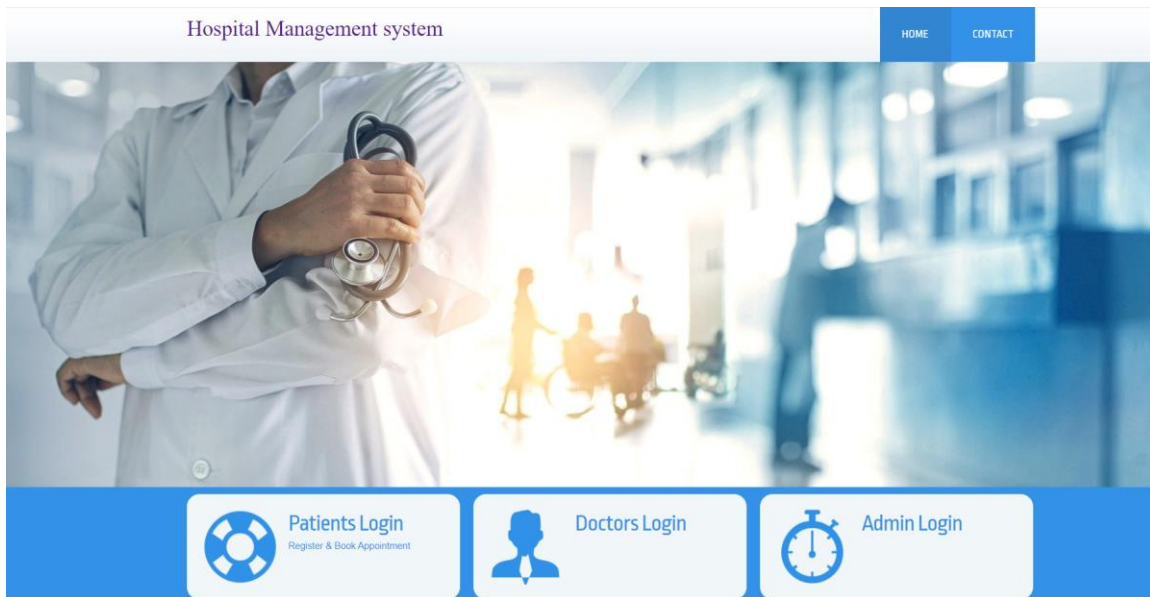 Hospital Management system
HOME
CONTACT
Patients Login
Register & Book Appointment
Doctors Login
Admin Login